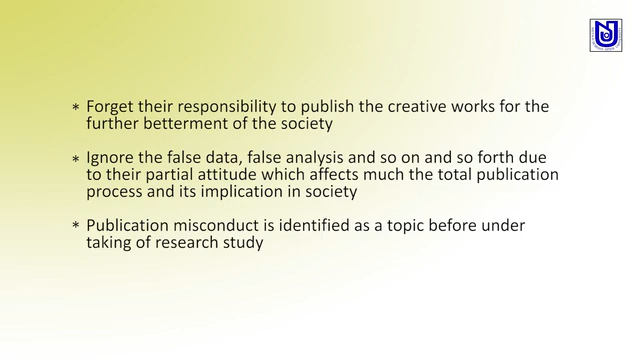 * Forget their responsibility to publish the creative works for the
further betterment of the society
* Ignore the false data, false analysis and so on and so forth due
to their partial attitude which affects much the total publication
process and its implication in society
* Publication misconduct is identified as a topic before under
taking of research study